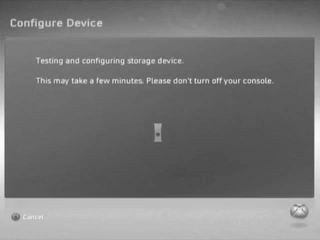 Configure Device
Testing and configuring storage device.
This may take a few minutes. Please don't turn off your console.
Cancel